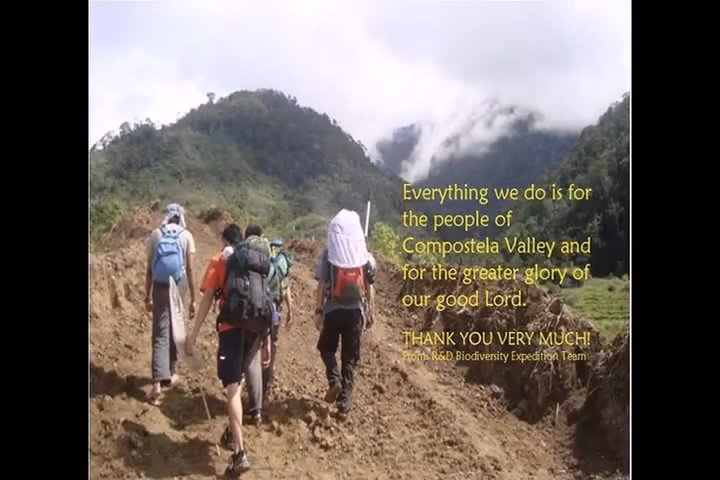 Everything we do is for
the people of
Compostela Valley and
for the greater glory of
our good Lord.
THANK YOU VERY MUCH!
From: R&D Biodiversity Expedition Team